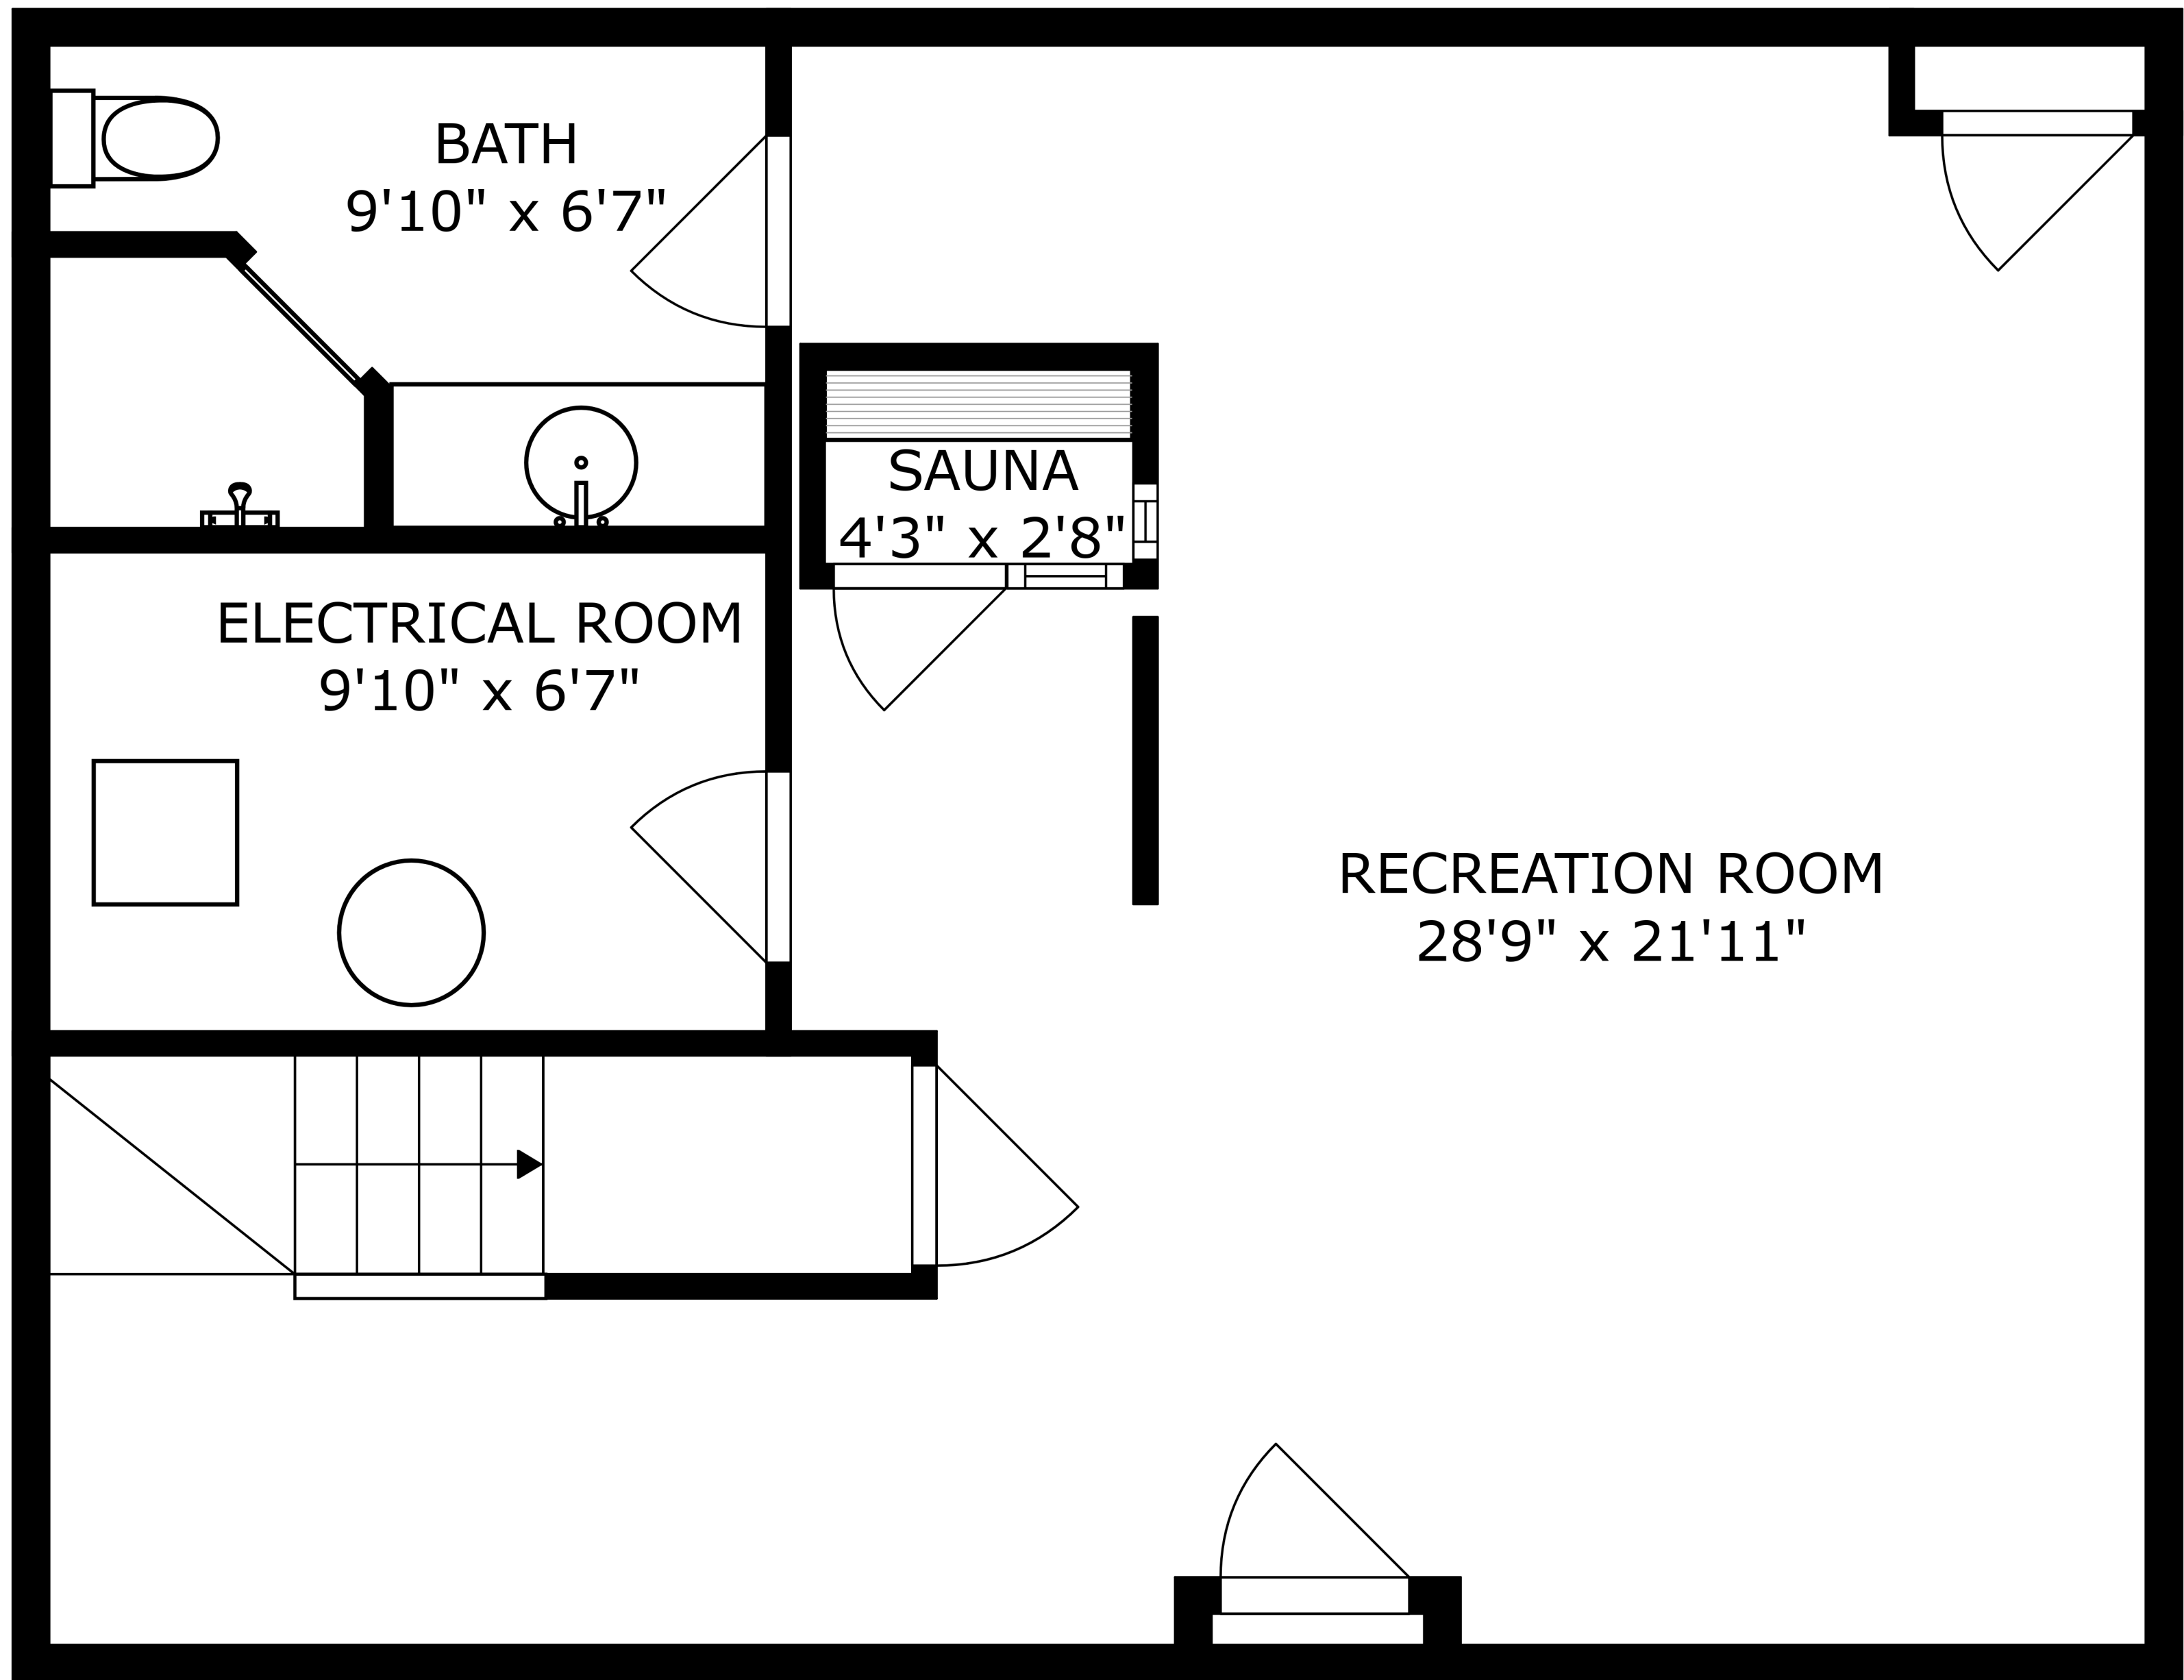 BATH
9'10" x 6'7"
SAUNA
4'3" x 2'8"
ELECTRICAL ROOM
9'10" x 6'7"
RECREATION ROOM
28'9" x 21'11"